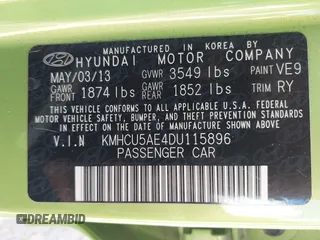 MANUFACTURED IN KOREA
HYUNDAI MOTOR COMPANY
MAY/03/13 GVWR 3549 lbs PAINT VE9
GAWR FRONT 1874 lbs GAWR REAR 1852 lbs TRIM RY
THIS VEHICLE CONFORMS TO ALL APPLICABLE U.S.A. FEDERAL
MOTOR VEHICLE SAFETY, BUMPER, AND THEFT PREVENTION
STANDARDS IN EFFECT ON THE DATE OF MANUFACTURE SHOWN ABOVE.
V.I.N KMHCU5AE4DU115896
PASSENGER CAR
DREAMBID